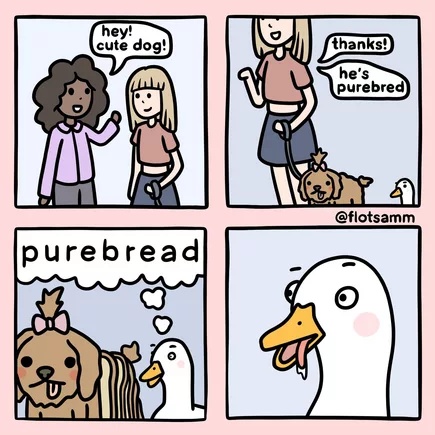 hey!
cute dog!
thanks!
he's
purebred
@flotsamm
purebread